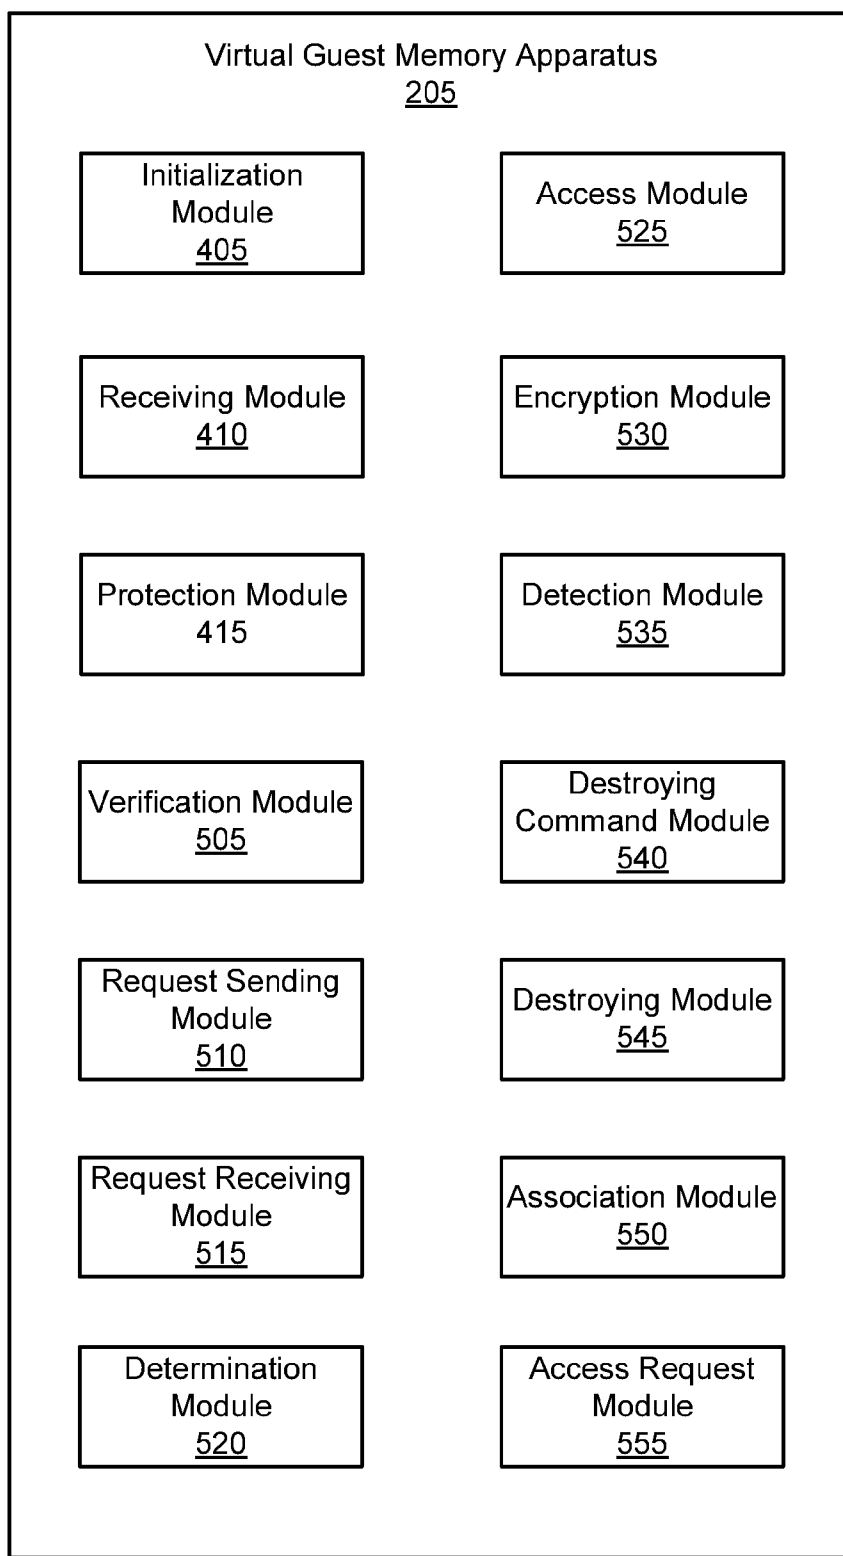 Virtual Guest Memory Apparatus
205
Initialization
Module
405
Receiving Module
410
Protection Module
415
Verification Module
505
Request Sending
Module
510
Request Receiving
Module
515
Determination
Module
520
Access Module
525
Encryption Module
530
Detection Module
535
Destroying
Command Module
540
Destroying Module
545
Association Module
550
Access Request
Module
555